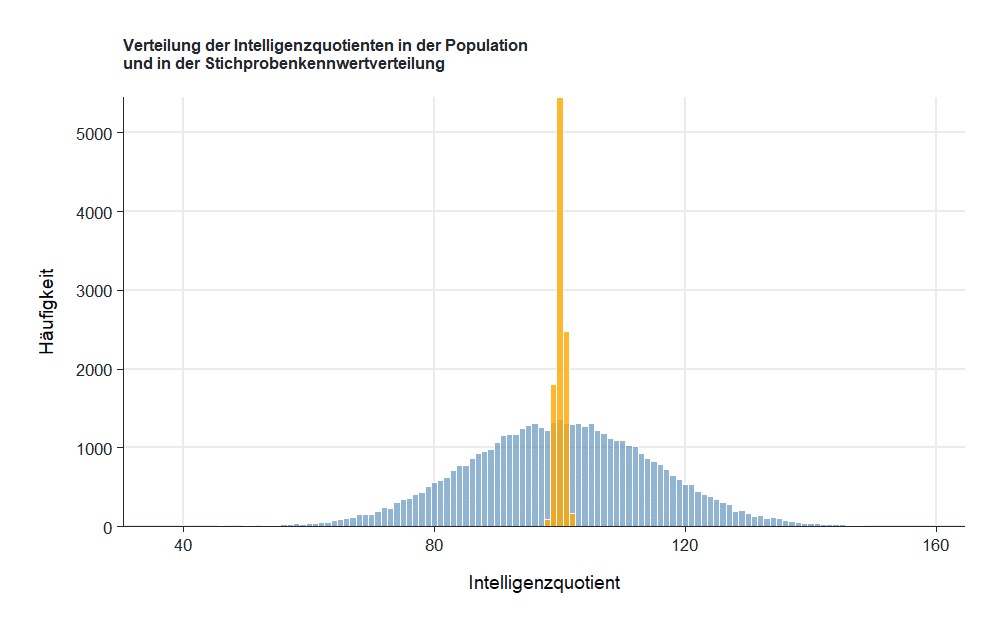 Verteilung der Intelligenzquotienten in der Population
und in der Stichprobenkennwertverteilung
5000
4000
3000
2000
1000
0
Häufigkeit
40 80 120 160
Intelligenzquotient